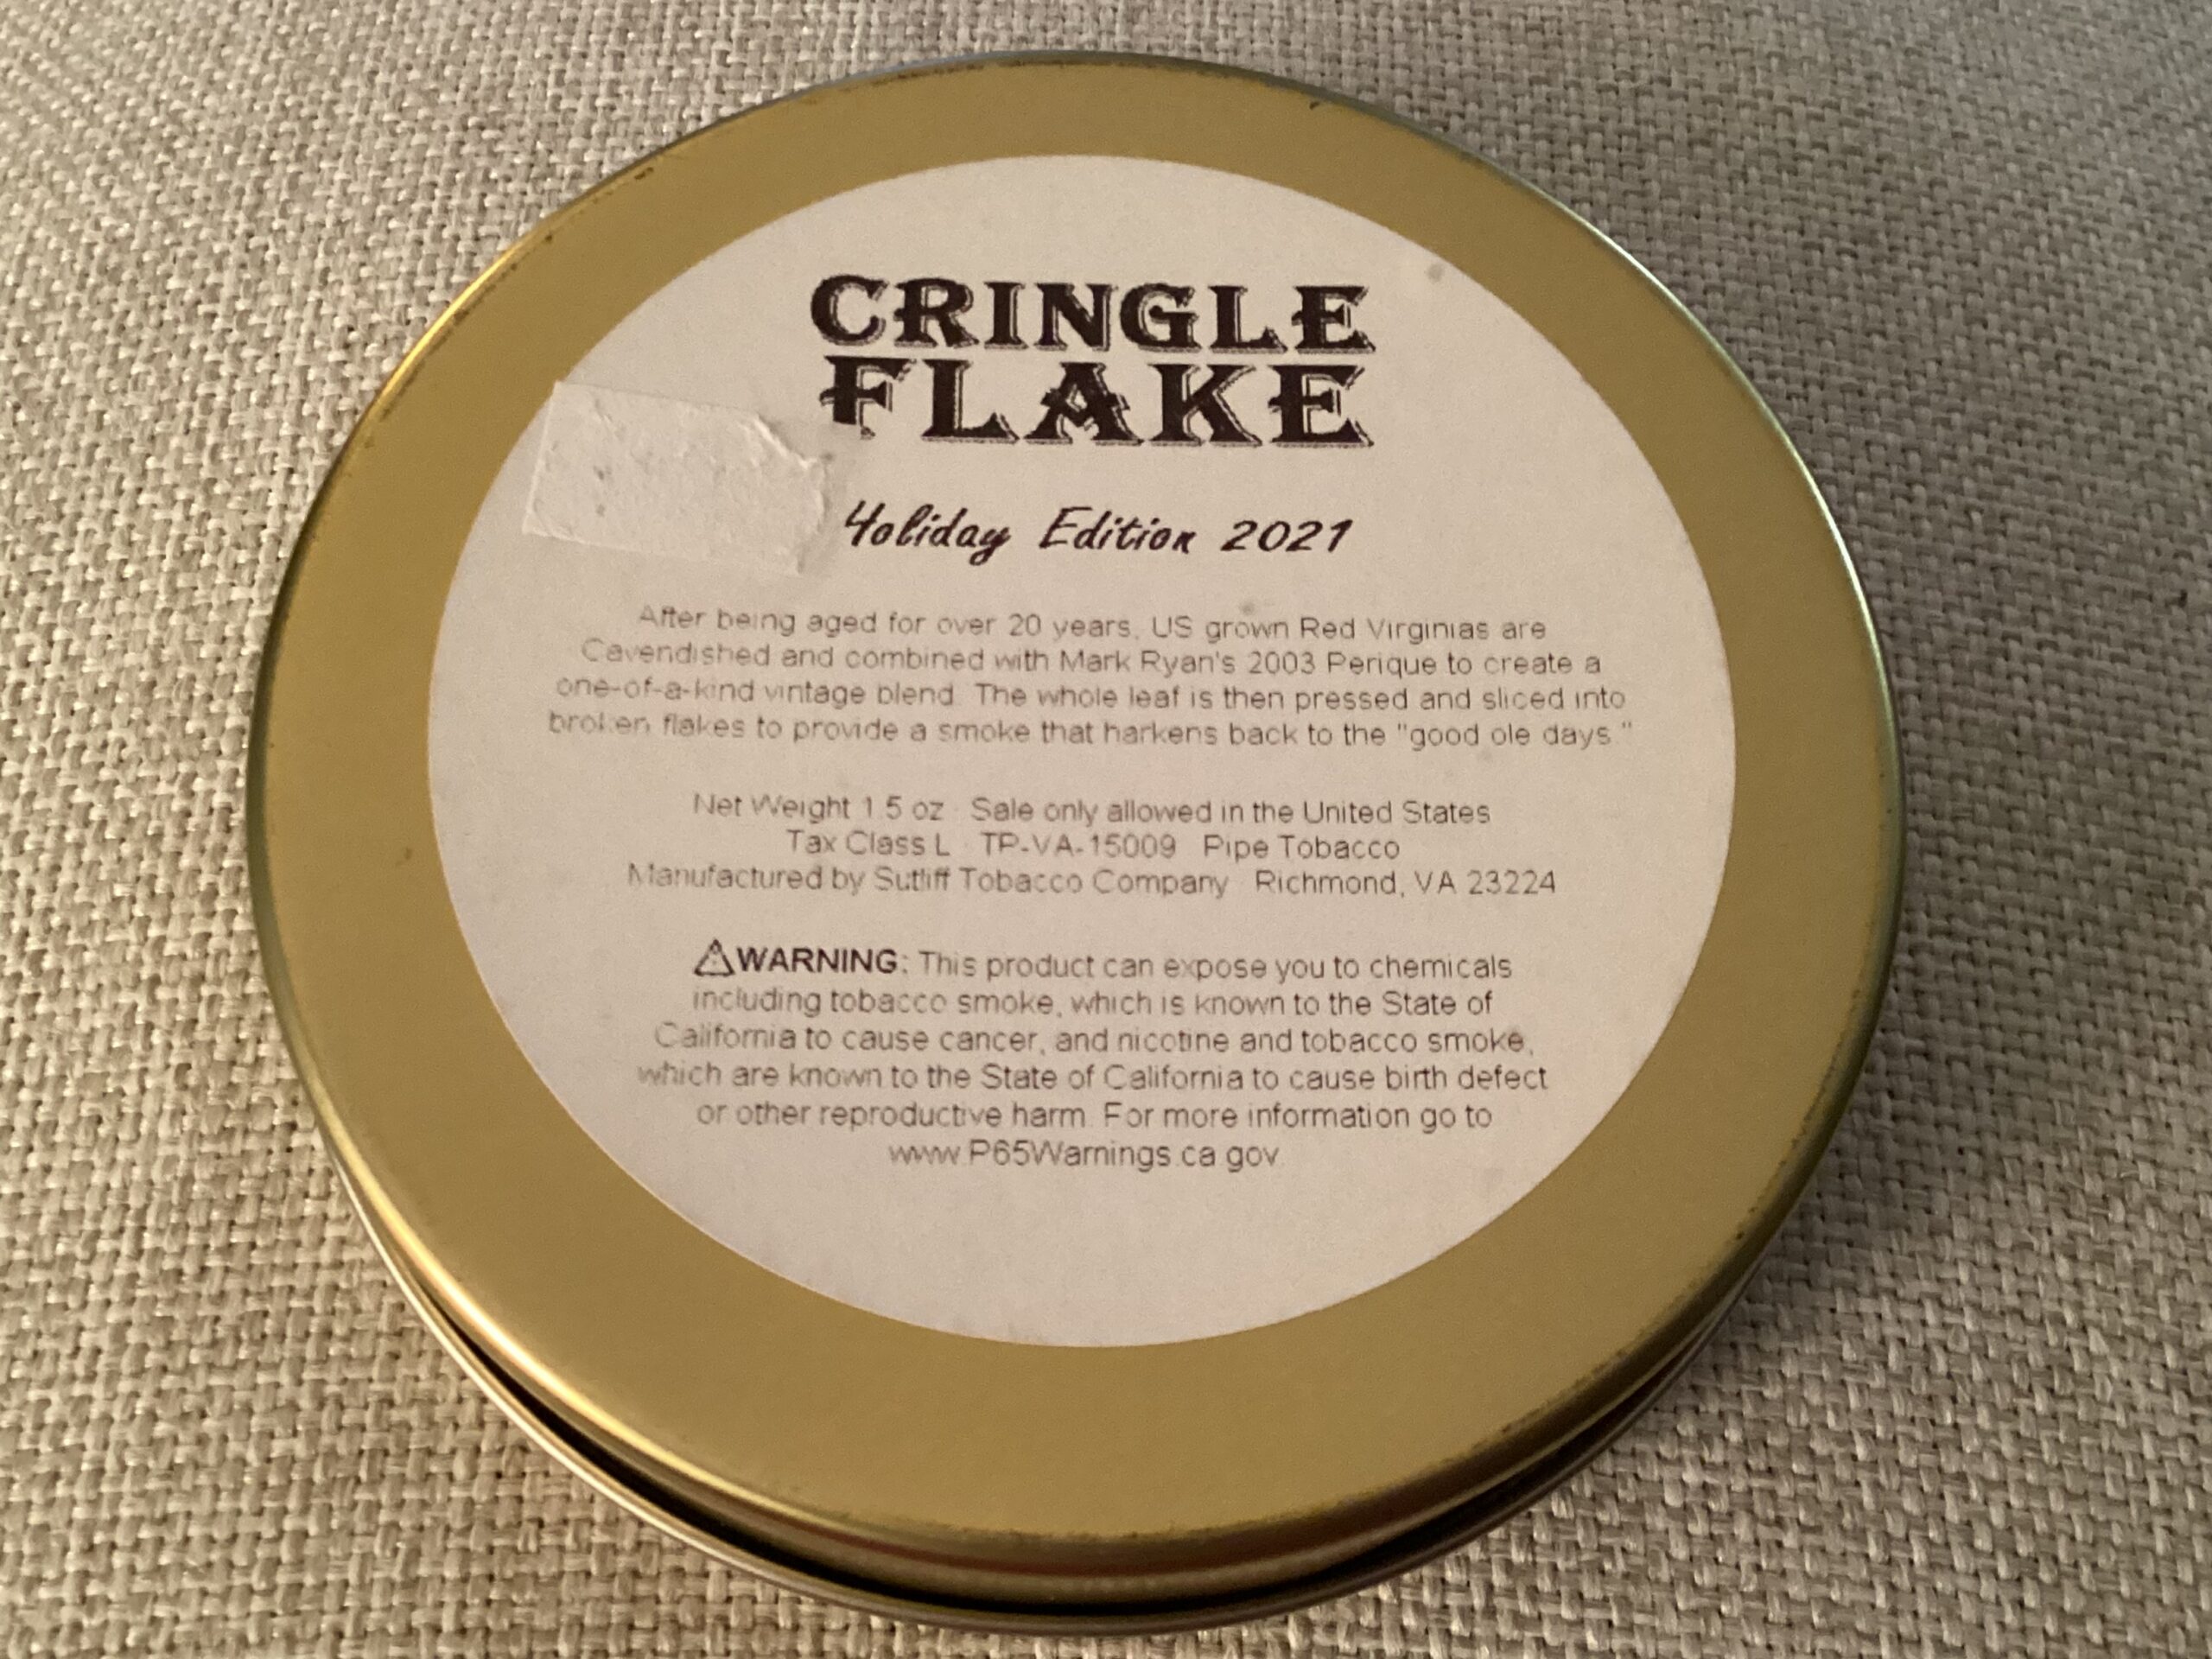 CRINGLE
FLAKE
Holiday Edition 2021
After being aged for over 20 years, US grown Red Virginias are
Cavendished and combined with Mark Ryan's 2003 Perique to create a
one-of-a-kind vintage blend. The whole leaf is then pressed and sliced into
broken flakes to provide a smoke that harkens back to the "good ole days."
Net Weight 1.5 oz · Sale only allowed in the United States
Tax Class L · TP-VA-15009 · Pipe Tobacco
Manufactured by Sutliff Tobacco Company · Richmond, VA 23224
⚠WARNING: This product can expose you to chemicals
including tobacco smoke, which is known to the State of
California to cause cancer, and nicotine and tobacco smoke,
which are known to the State of California to cause birth defect
or other reproductive harm. For more information go to
www.P65Warnings.ca.gov.